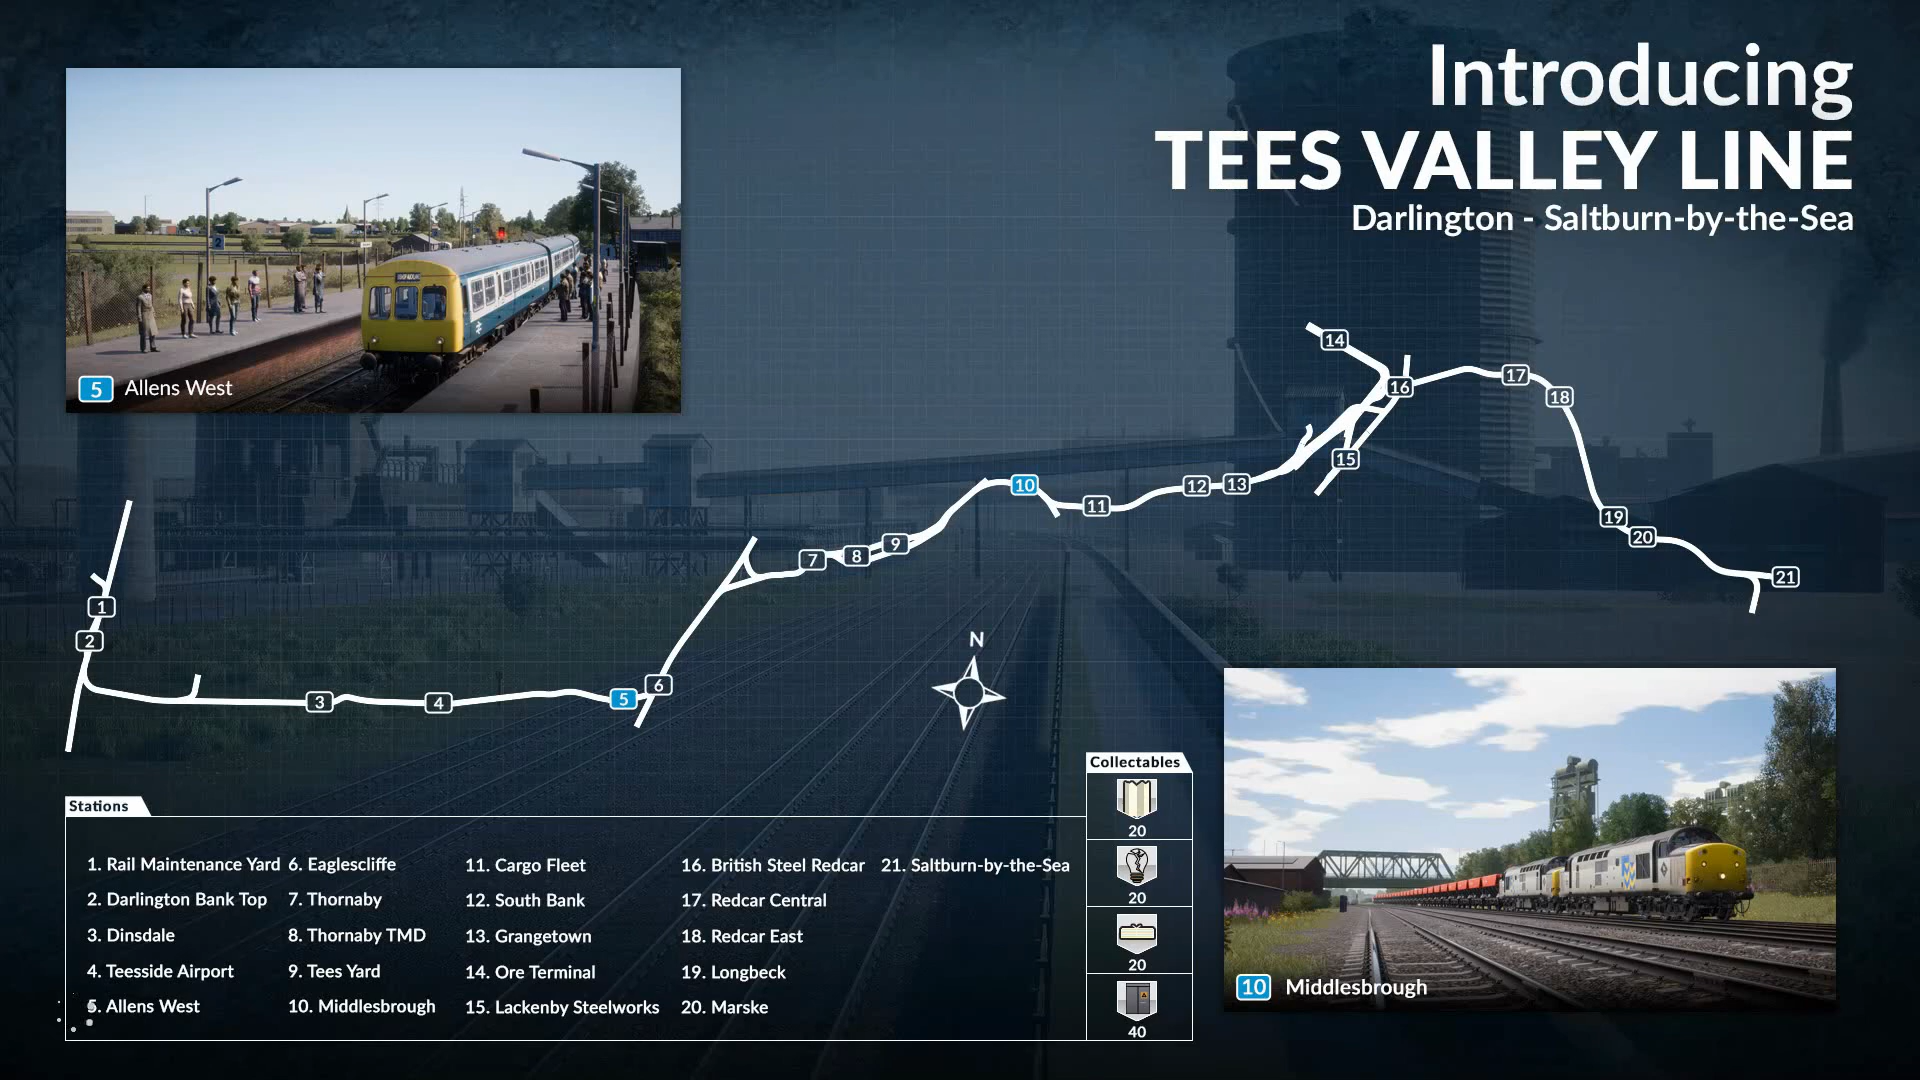 Introducing
TEES VALLEY LINE
Darlington - Saltburn-by-the-Sea
2
1
5 Allens West
14
16
17
18
15
10
12
13
11
9
8
7
19
20
21
1
2
N
6
5
3
4
Collectables
20
20
20
40
Stations
1. Rail Maintenance Yard
2. Darlington Bank Top
3. Dinsdale
4. Teesside Airport
5. Allens West
6. Eaglescliffe
7. Thornaby
8. Thornaby TMD
9. Tees Yard
10. Middlesbrough
11. Cargo Fleet
12. South Bank
13. Grangetown
14. Ore Terminal
15. Lackenby Steelworks
16. British Steel Redcar
17. Redcar Central
18. Redcar East
19. Longbeck
20. Marske
21. Saltburn-by-the-Sea
10 Middlesbrough